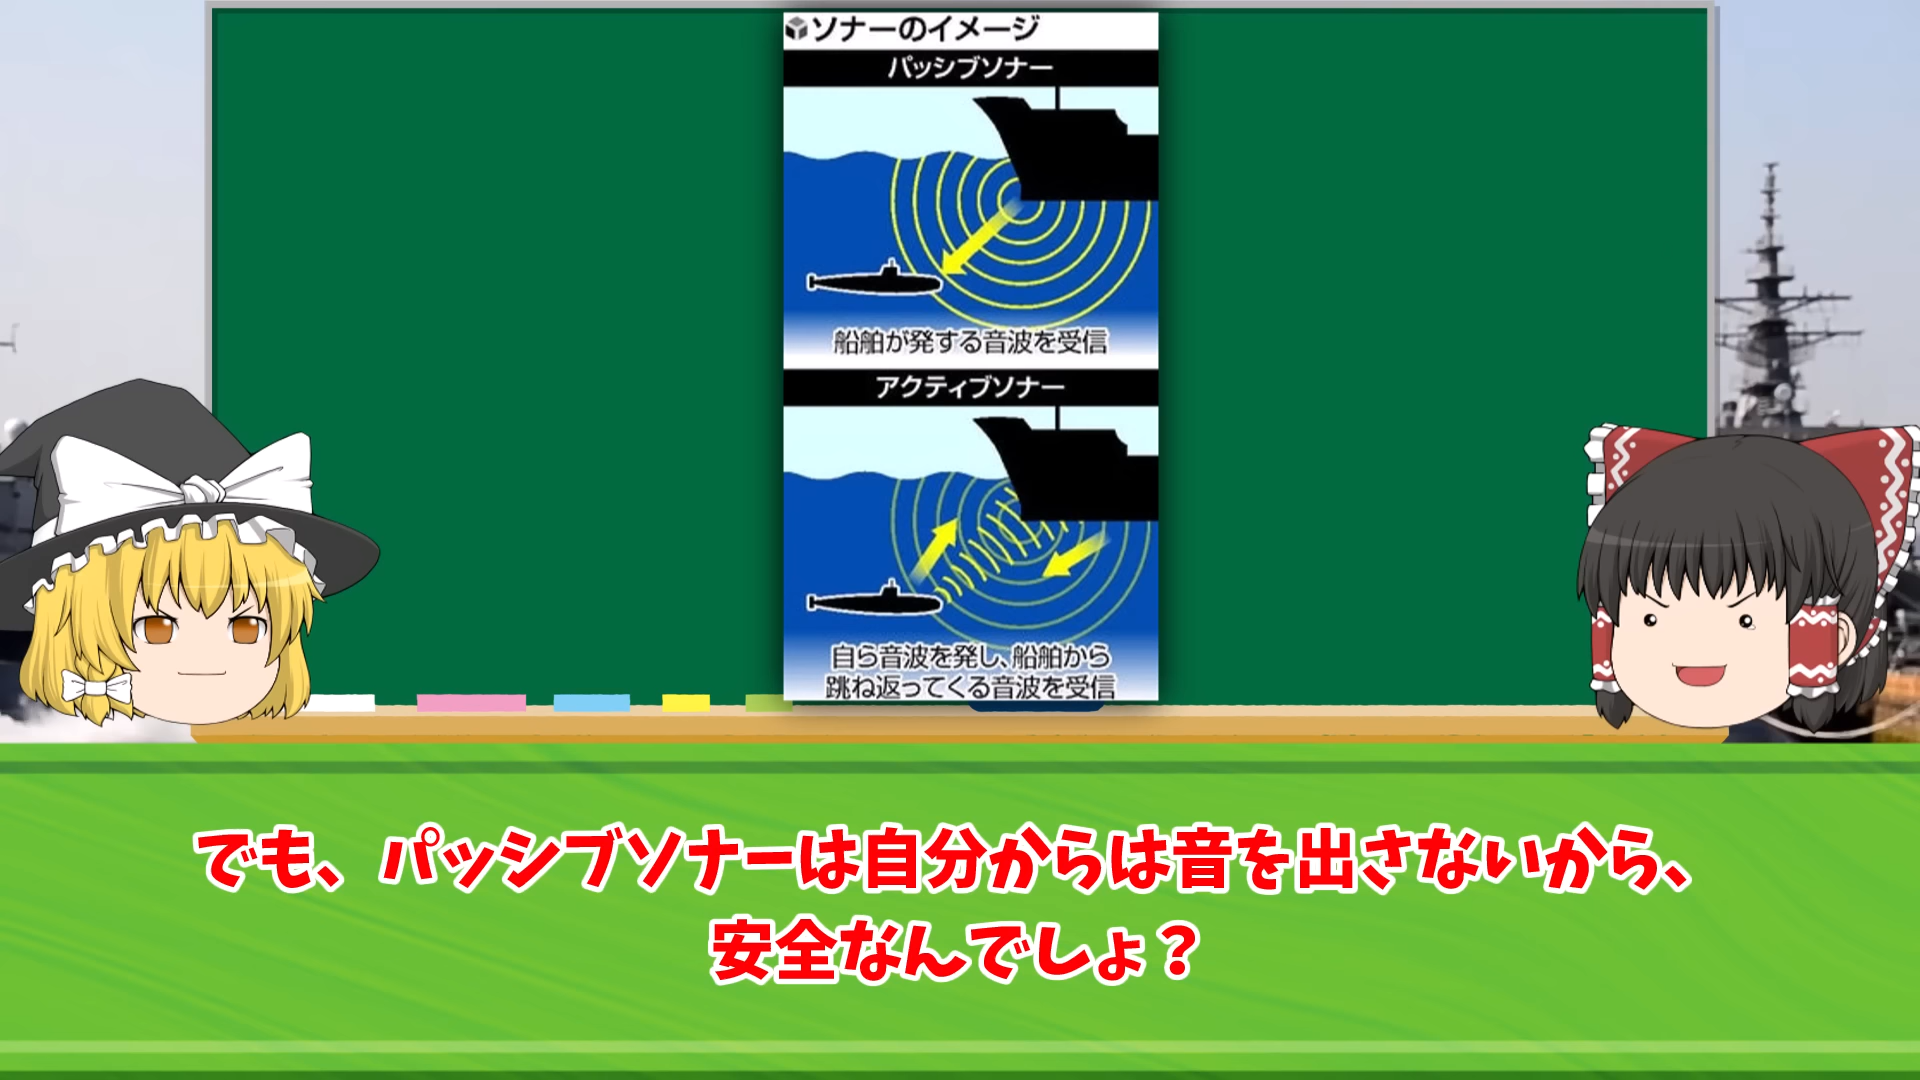 ソナーのイメージ
パッシブソナー
船舶が発する音波を受信
アクティブソナー
自ら音波を発し、船舶から
跳ね返ってくる音波を受信
でも、パッシブソナーは自分からは音を出さないから、
安全なんでしょ？